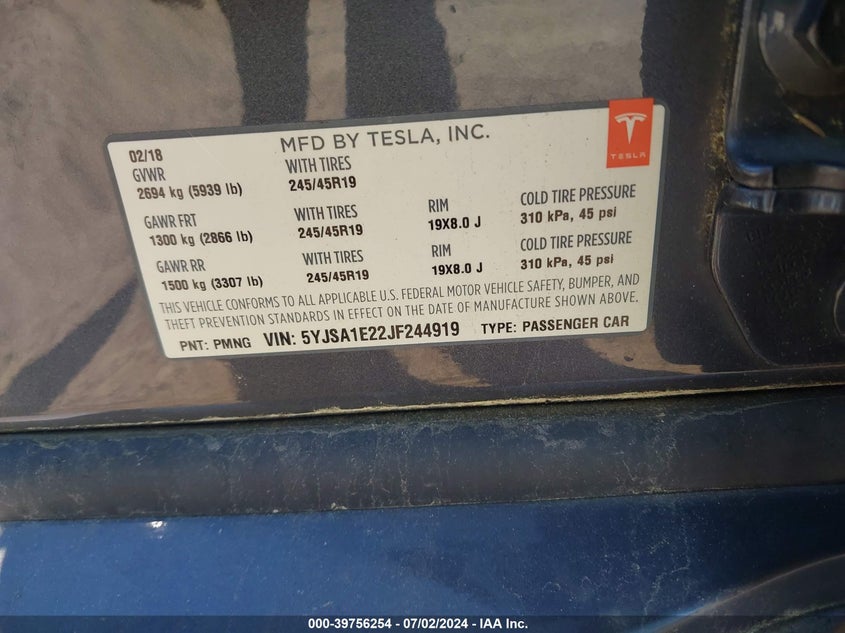 MFD BY TESLA, INC.
TESLA
02/18
GVWR WITH TIRES
2694 kg (5939 lb) 245/45R19
GAWR FRT WITH TIRES RIM COLD TIRE PRESSURE
1300 kg (2866 lb) 245/45R19 19X8.0 J 310 kPa, 45 psi
GAWR RR WITH TIRES RIM COLD TIRE PRESSURE
1500 kg (3307 lb) 245/45R19 19X8.0 J 310 kPa, 45 psi
THIS VEHICLE CONFORMS TO ALL APPLICABLE U.S. FEDERAL MOTOR VEHICLE SAFETY, BUMPER, AND
THEFT PREVENTION STANDARDS IN EFFECT ON THE DATE OF MANUFACTURE SHOWN ABOVE.
PNT: PMNG VIN: 5YJSA1E22JF244919 TYPE: PASSENGER CAR
000-39756254 - 07/02/2024 - IAA Inc.